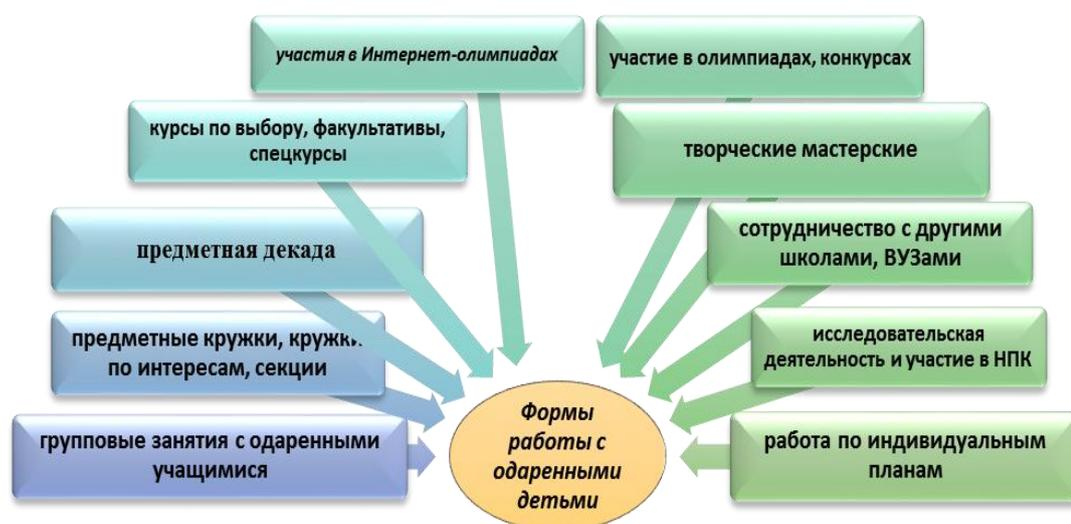 участия в Интернет-олимпиадах
участие в олимпиадах, конкурсах
курсы по выбору, факультативы,
спецкурсы
творческие мастерские
предметная декада
сотрудничество с другими
школами, ВУЗами
предметные кружки, кружки
по интересам, секции
исследовательская
деятельность и участие в НПК
групповые занятия с одаренными
учащимися
Формы
работы с
одаренными
детьми
работа по индивидуальным
планам